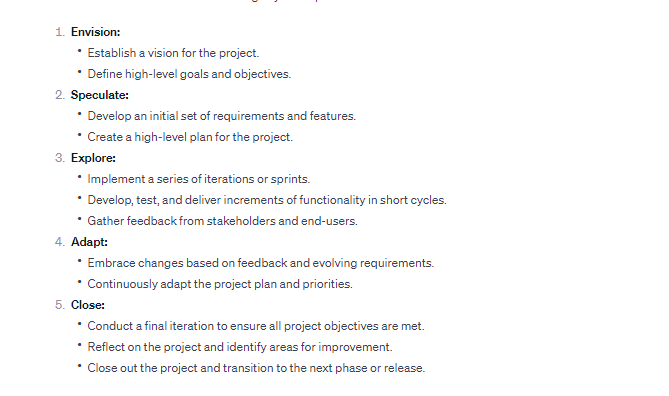 1. Envision:
• Establish a vision for the project.
• Define high-level goals and objectives.
2. Speculate:
• Develop an initial set of requirements and features.
• Create a high-level plan for the project.
3. Explore:
• Implement a series of iterations or sprints.
• Develop, test, and deliver increments of functionality in short cycles.
• Gather feedback from stakeholders and end-users.
4. Adapt:
• Embrace changes based on feedback and evolving requirements.
• Continuously adapt the project plan and priorities.
5. Close:
• Conduct a final iteration to ensure all project objectives are met.
• Reflect on the project and identify areas for improvement.
• Close out the project and transition to the next phase or release.